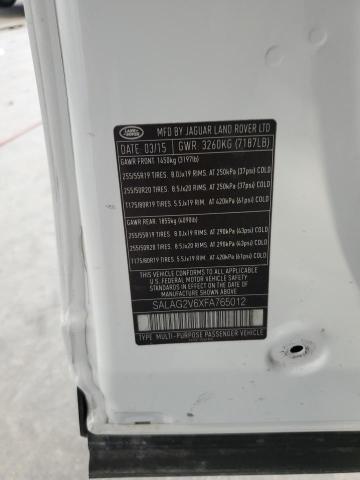 LAND ROVER
MFD BY JAGUAR LAND ROVER LTD
DATE: 03/15 GWR: 3260KG (7187LB)
GAWR FRONT: 1450kg (3197lb)
255/55R19 TIRES. 8.0Jx19 RIMS. AT 250kPa (37psi) COLD
255/50R20 TIRES. 8.5Jx20 RIMS. AT 250kPa (37psi) COLD
T175/80R19 TIRES. 5.5Jx19 RIMS. AT 420kPa (61psi) COLD
GAWR REAR: 1855kg (4090lb)
255/55R19 TIRES. 8.0Jx19 RIMS. AT 290kPa (43psi) COLD
255/50R20 TIRES. 8.5Jx20 RIMS. AT 290kPa (43psi) COLD
T175/80R19 TIRES. 5.5Jx19 RIMS. AT 420kPa (61psi) COLD
THIS VEHICLE CONFORMS TO ALL APPLICABLE
U.S. FEDERAL MOTOR VEHICLE SAFETY STANDARDS
IN EFFECT ON THE DATE OF MANUFACTURE
SHOWN ABOVE
SALAG2V6XFA765012
TYPE: MULTI-PURPOSE PASSENGER VEHICLE